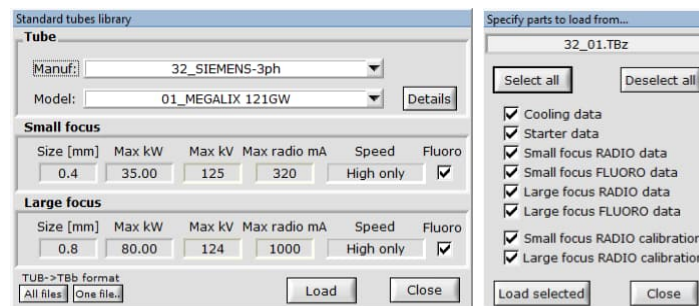 Standard tubes library
Tube
Manuf: 32_SIEMENS-3ph
Model: 01_MEGALIX 121GW Details
Small focus
Size [mm] Max kW Max kV Max radio mA Speed Fluoro
0.4 35.00 125 320 High only
Large focus
Size [mm] Max kW Max kV Max radio mA Speed Fluoro
0.8 80.00 124 1000 High only
TUB->TBb format
All files One file.. Load Close
Specify parts to load from...
32_01.TBz
Select all Deselect all
Cooling data
Starter data
Small focus RADIO data
Small focus FLUORO data
Large focus RADIO data
Large focus FLUORO data
Small focus RADIO calibration
Large focus RADIO calibration
Load selected Close